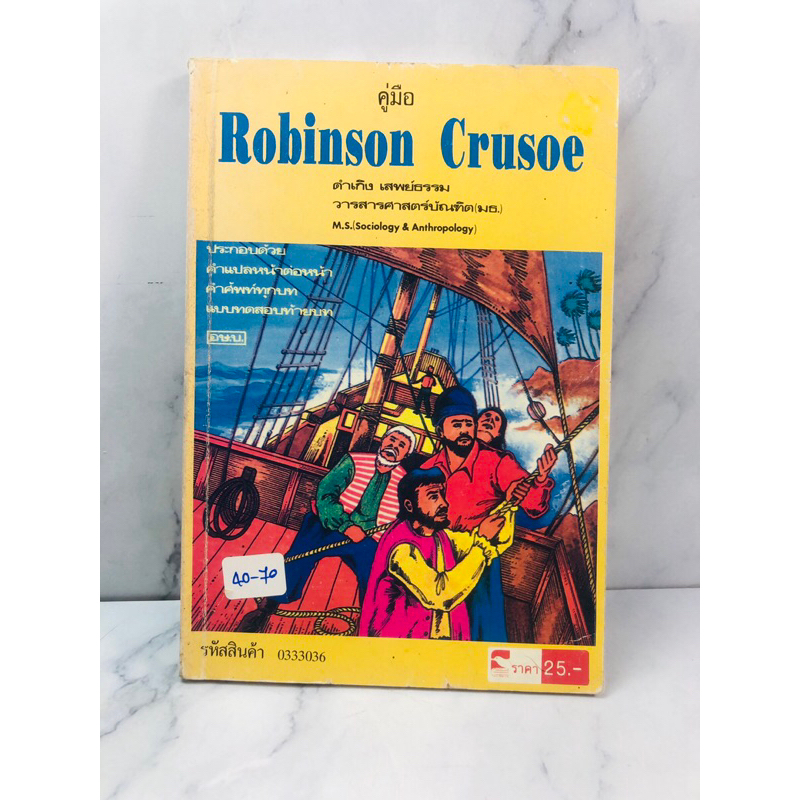 คู่มือ
Robinson Crusoe
ดำเกิง เสพย์ธรรม
วารสารศาสตร์บัณฑิต(มธ.)
M.S.(Sociology & Anthropology)
ประกอบด้วย
คำแปลหน้าต่อหน้า
คำศัพท์ทุกบท
แบบทดสอบท้ายบท
อษบ.
40-70
รหัสสินค้า 0333036
ราคา 25.-